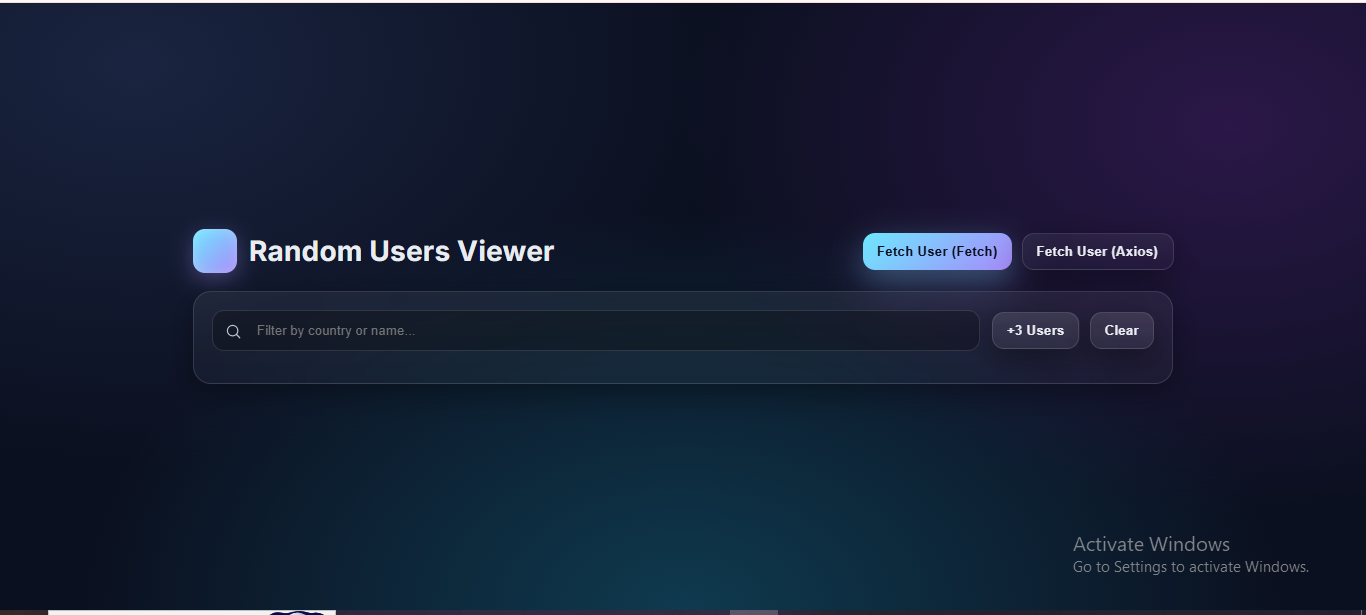 Random Users Viewer
Fetch User (Fetch)
Fetch User (Axios)
Filter by country or name...
+3 Users
Clear
Activate Windows
Go to Settings to activate Windows.